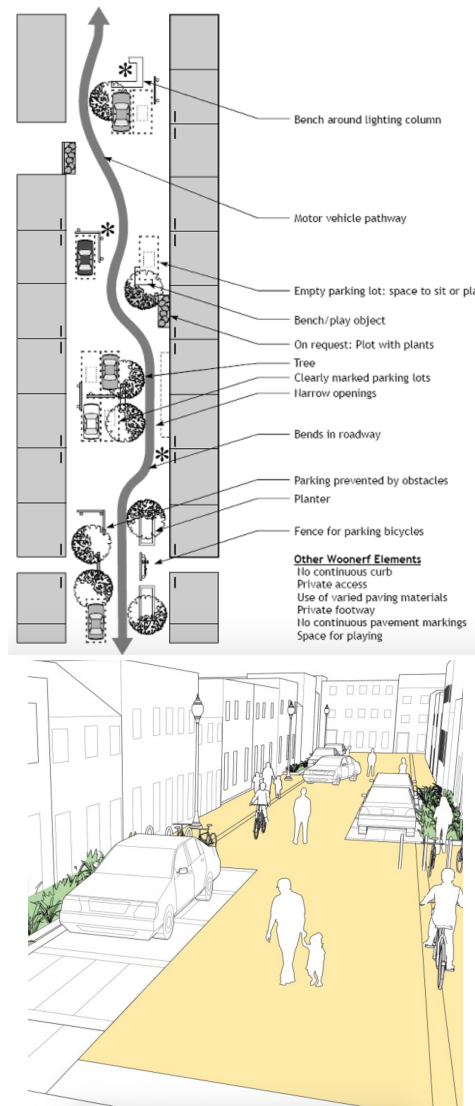 Bench around lighting column
Motor vehicle pathway
Empty parking lot: space to sit or pla
Bench/play object
On request: Plot with plants
Tree
Clearly marked parking lots
Narrow openings
Bends in roadway
Parking prevented by obstacles
Planter
Fence for parking bicycles
Other Woonerf Elements
No continuous curb
Private access
Use of varied paving materials
Private footway
No continuous pavement markings
Space for playing